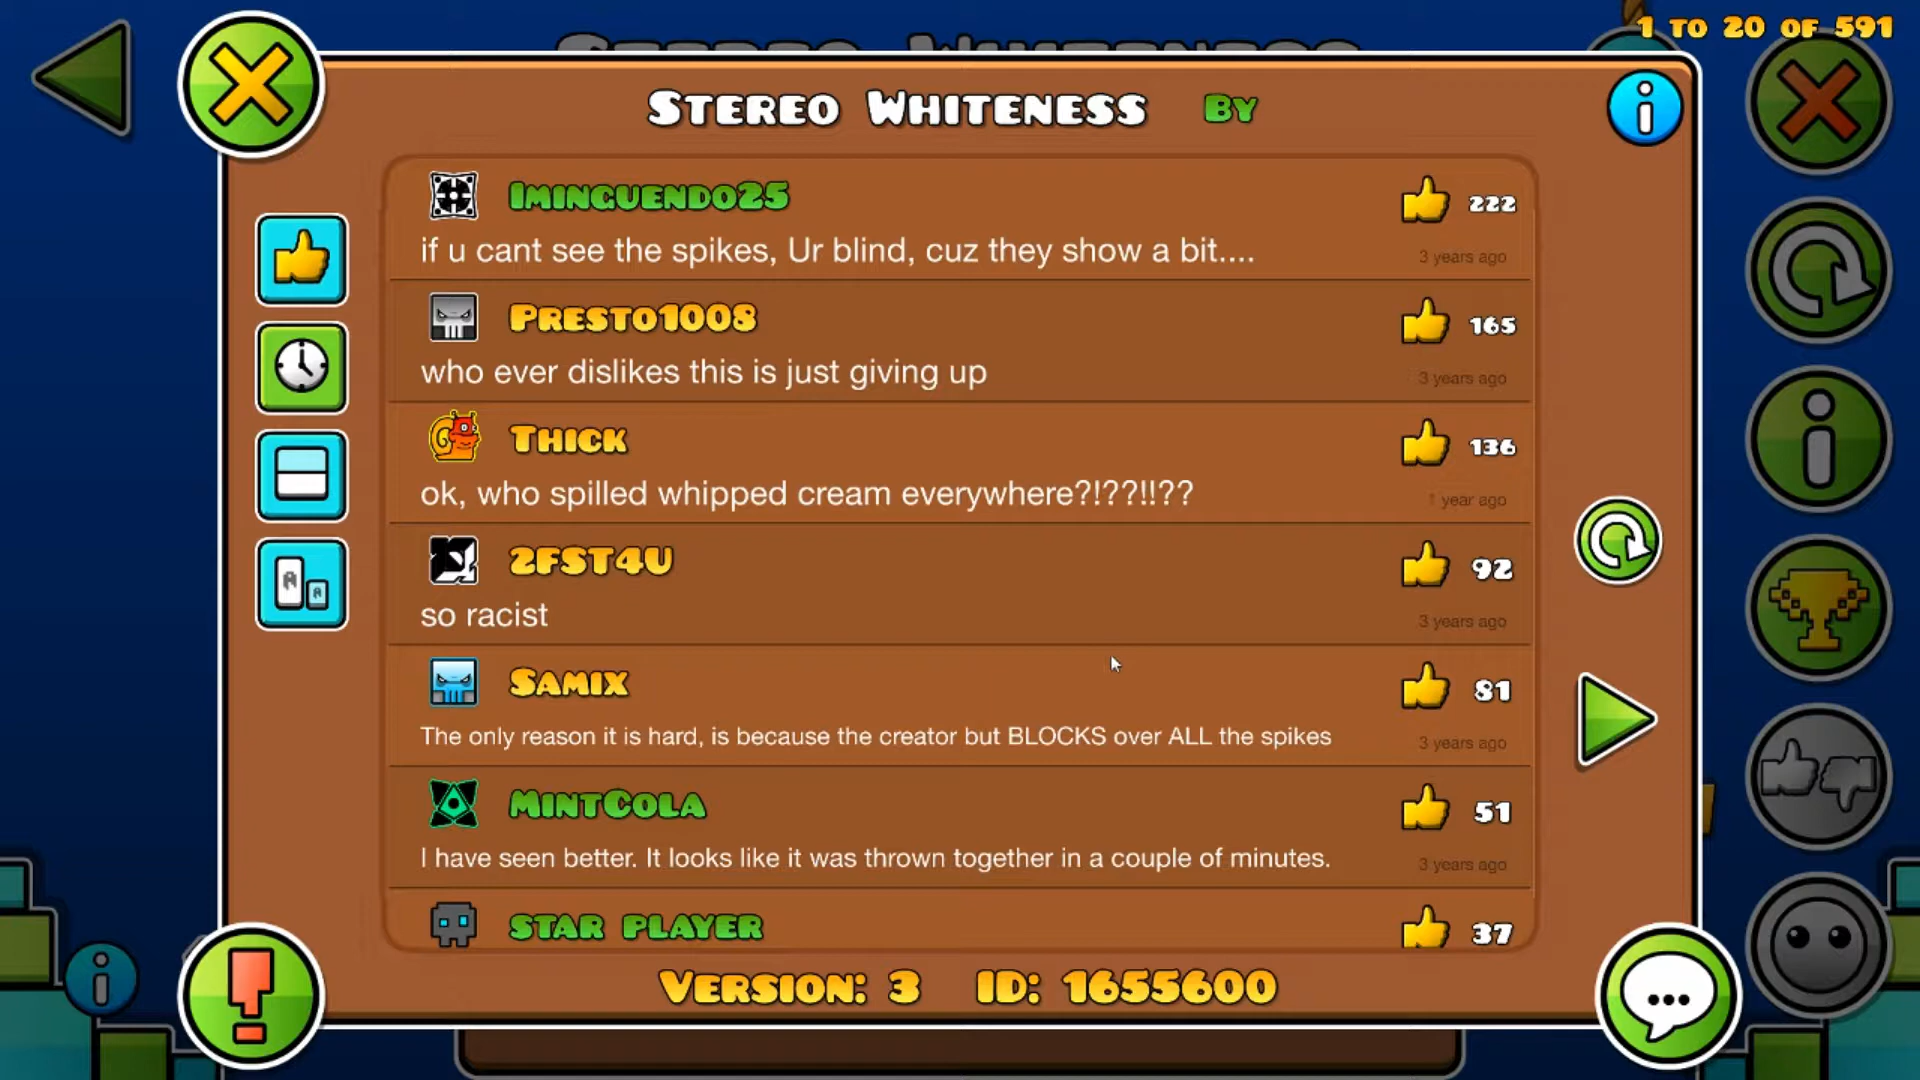 1 TO 20 OF 591
STEREO WHITENESS BY
IMINGUENDO25
222
if u cant see the spikes, Ur blind, cuz they show a bit....
3 years ago
PRESTO1008
165
who ever dislikes this is just giving up
3 years ago
THICK
136
ok, who spilled whipped cream everywhere?!??!!??
1 year ago
2FST4U
92
so racist
3 years ago
SAMIX
81
The only reason it is hard, is because the creator but BLOCKS over ALL the spikes
3 years ago
MINTCOLA
51
I have seen better. It looks like it was thrown together in a couple of minutes.
3 years ago
STAR PLAYER
37
VERSION: 3 ID: 1655600